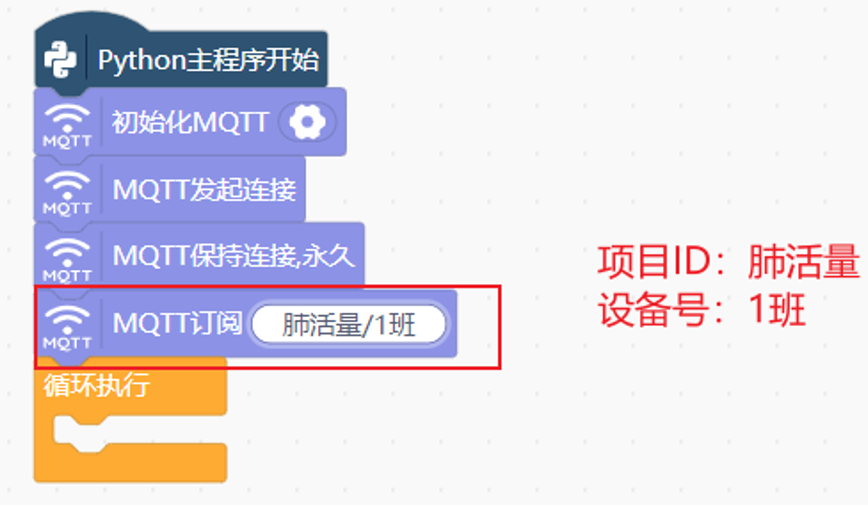 Python主程序开始
MQTT
初始化MQTT
MQTT
MQTT发起连接
MQTT
MQTT保持连接,永久
MQTT
MQTT订阅 肺活量/1班
循环执行
项目ID：肺活量
设备号：1班